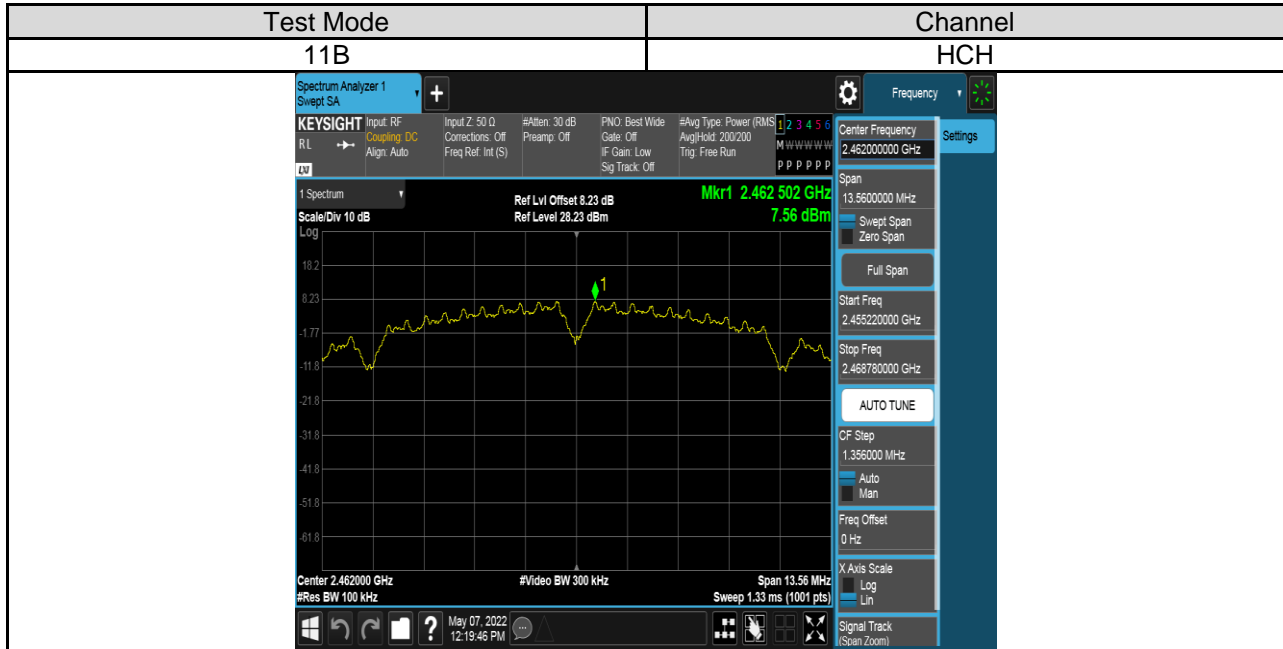 Test Mode Channel
11B HCH
Spectrum Analyzer 1
Swept SA
+
Frequency
KEYSIGHT
RL
LXI
Input: RF
Coupling: DC
Align: Auto
Input Z: 50 Ω
Corrections: Off
Freq Ref: Int (S)
#Atten: 30 dB
Preamp: Off
PNO: Best Wide
Gate: Off
IF Gain: Low
Sig Track: Off
#Avg Type: Power (RMS
Avg|Hold: 200/200
Trig: Free Run
1 2 3 4 5 6
M W W W W W
P P P P P P
1 Spectrum
Scale/Div 10 dB
Log
Ref Lvl Offset 8.23 dB
Ref Level 28.23 dBm
Mkr1 2.462 502 GHz
7.56 dBm
18.2
8.23
-1.77
-11.8
-21.8
-31.8
-41.8
-51.8
-61.8
1
Center 2.462000 GHz
#Res BW 100 kHz
#Video BW 300 kHz
Span 13.56 MHz
Sweep 1.33 ms (1001 pts)
?
May 07, 2022
12:19:46 PM
Center Frequency
2.462000000 GHz
Settings
Span
13.5600000 MHz
Swept Span
Zero Span
Full Span
Start Freq
2.455220000 GHz
Stop Freq
2.468780000 GHz
AUTO TUNE
CF Step
1.356000 MHz
Auto
Man
Freq Offset
0 Hz
X Axis Scale
Log
Lin
Signal Track
(Span Zoom)